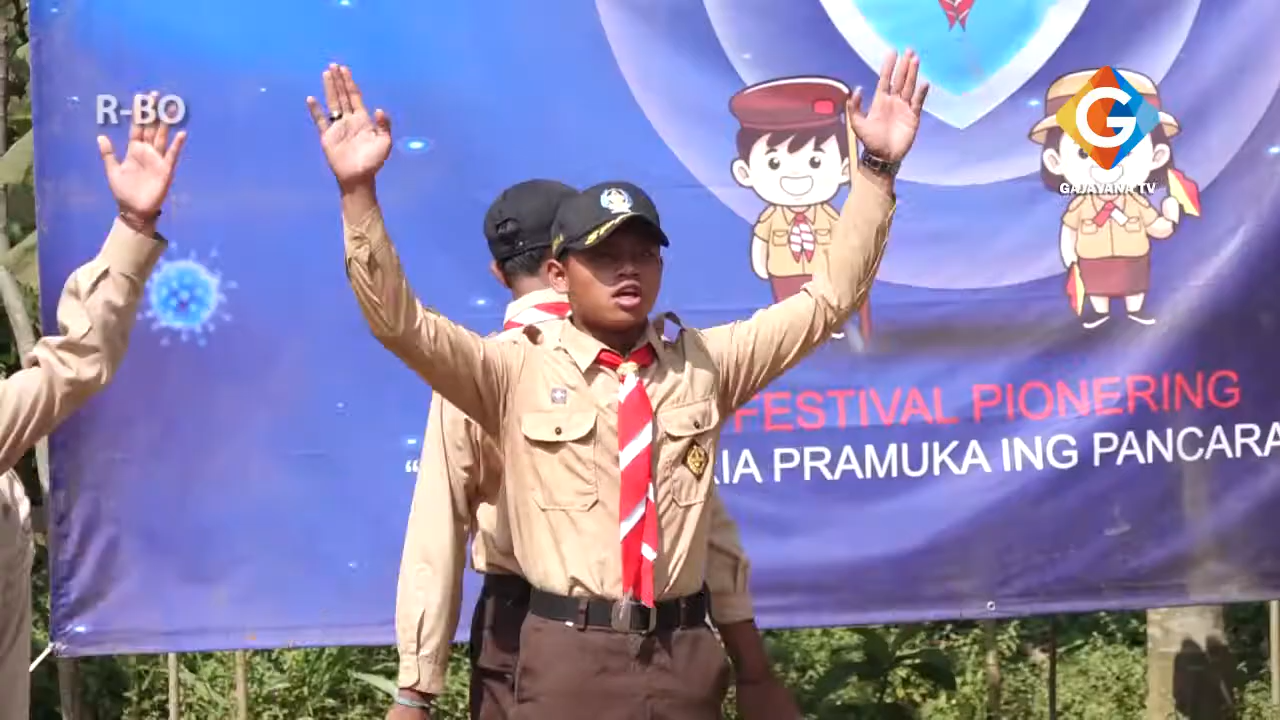 R-BO
G
GAJAYANA TV
FESTIVAL PIONERING
PRAMUKA ING PANCARA